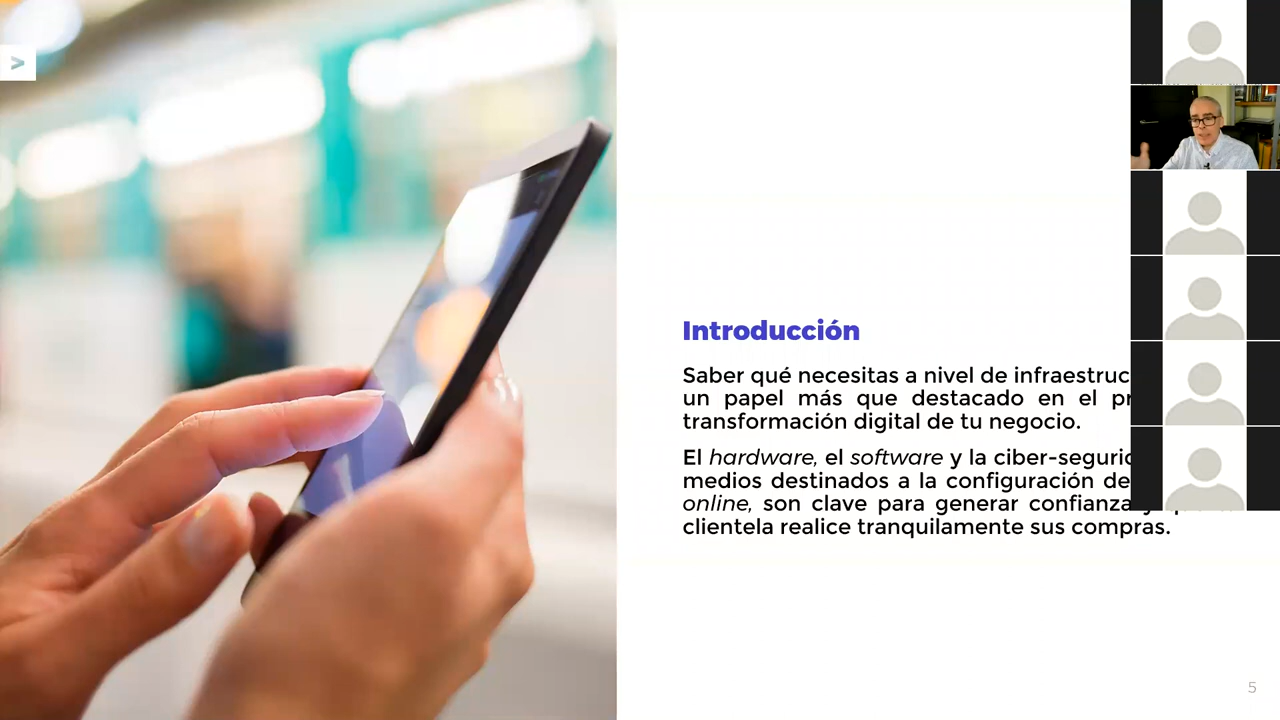 >
Introducción
Saber qué necesitas a nivel de infraestruc
un papel más que destacado en el pr
transformación digital de tu negocio.
El hardware, el software y la ciber-segurid
medios destinados a la configuración de
online, son clave para generar confianza y
clientela realice tranquilamente sus compras.
5